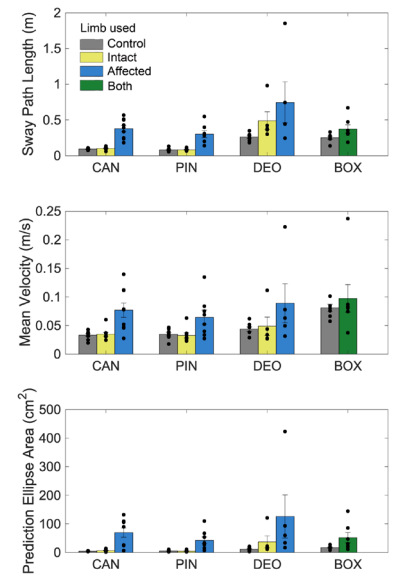 Limb used
Control
Intact
Affected
Both
Sway Path Length (m)
2
1.5
1
0.5
0
CAN PIN DEO BOX
Mean Velocity (m/s)
0.25
0.2
0.15
0.1
0.05
0
CAN PIN DEO BOX
Prediction Ellipse Area (cm²)
500
400
300
200
100
0
CAN PIN DEO BOX